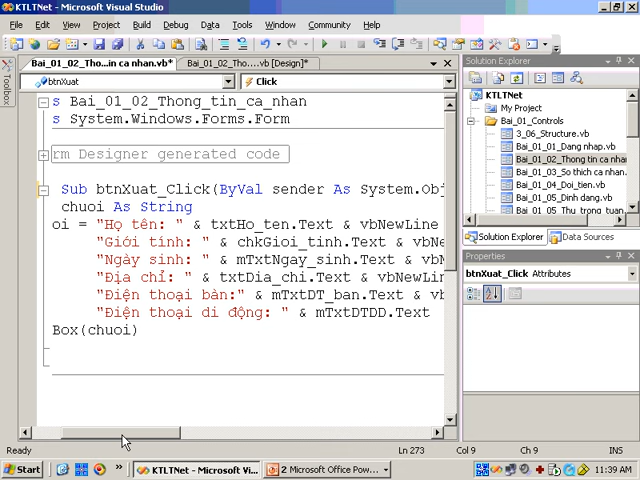 KTLTNet - Microsoft Visual Studio
File Edit View Project Build Debug Data Tools Window Community Help
Bai_01_02_Tho...in ca nhan.vb* Bai_01_02_Tho....vb [Design]*
btnXuat Click
Toolbox
s Bai_01_02_Thong_tin_ca_nhan
s System.Windows.Forms.Form
rm Designer generated code
Sub btnXuat_Click(ByVal sender As System.Obj
chuoi As String
oi = "Họ tên: " & txtHo_ten.Text & vbNewLine
"Giới tính: " & chkGioi_tinh.Text & vbNe
"Ngày sinh: " & mTxtNgay_sinh.Text & vbN
"Địa chỉ: " & txtDia_chi.Text & vbNewLin
"Điện thoại bàn:" & mTxtDT_ban.Text & vb
"Điện thoại di động: " & mTxtDTDD.Text
Box(chuoi)
Solution Explorer
KTLTNet
My Project
Bai_01_Controls
3_06_Structure.vb
Bai_01_01_Dang nhap.vb
Bai_01_02_Thong tin ca nhan
Bai_01_03_So thich ca nhan.
Bai_01_04_Doi_tien.vb
Bai_01_05_Dinh dang.vb
Bai_01_05_Thu_trong_tuan.
Solution Explorer Data Sources
Properties
btnXuat_Click Attributes
Ready Ln 273 Col 9 Ch 9 INS
Start » KTLTNet - Microsoft Vi... 2 Microsoft Office Pow... 11:39 AM